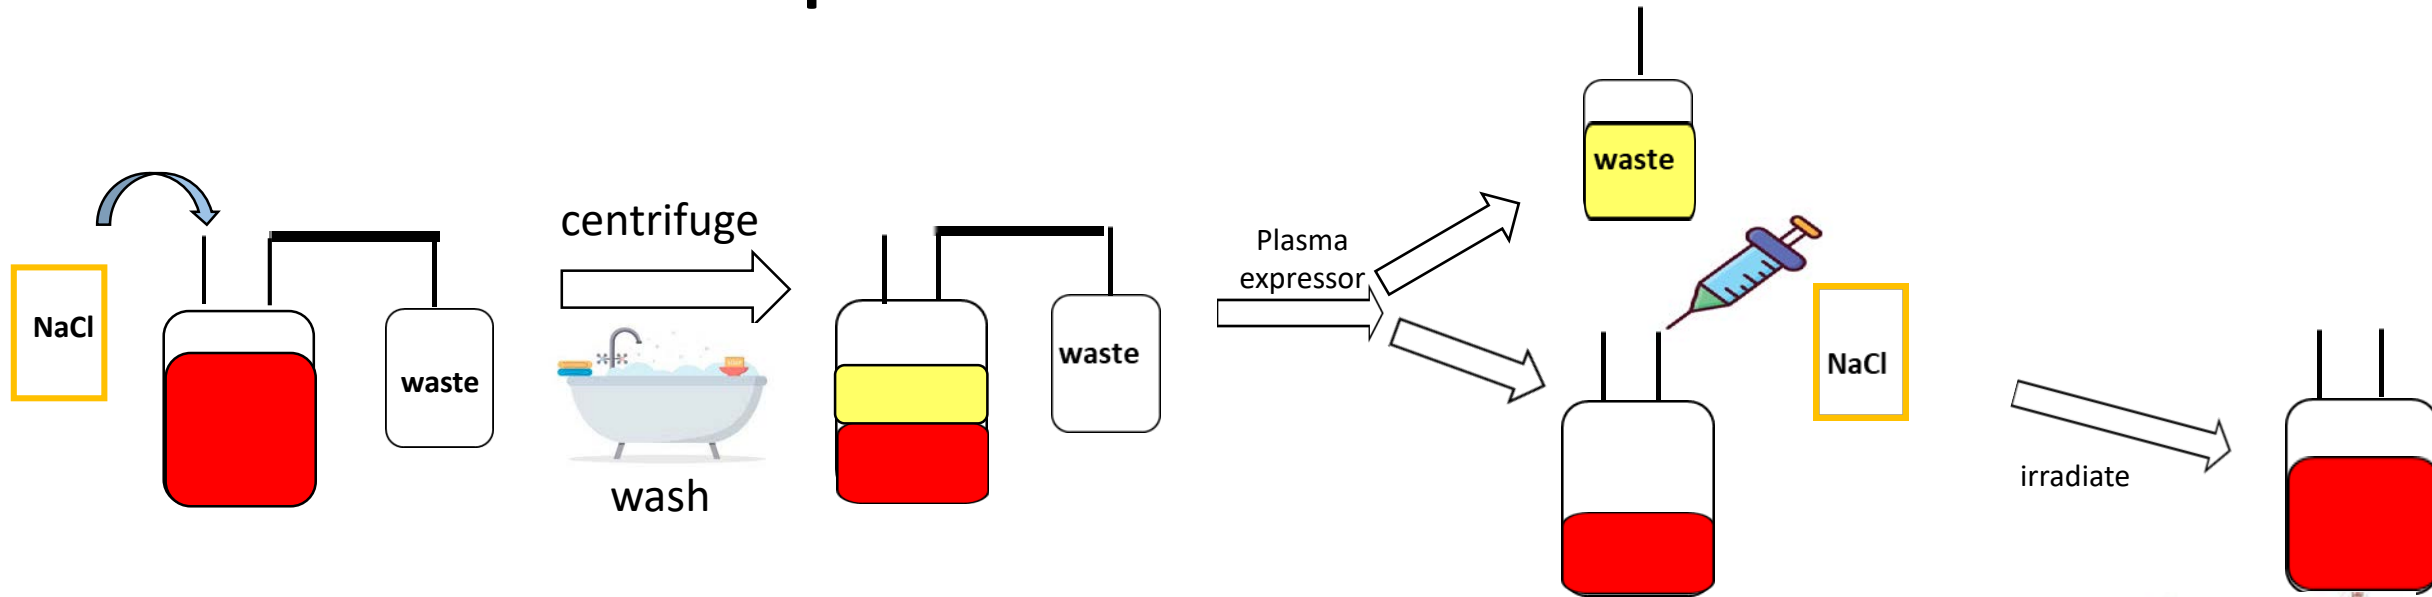 NaCl
waste
centrifuge
wash
waste
Plasma
expressor
waste
NaCl
irradiate